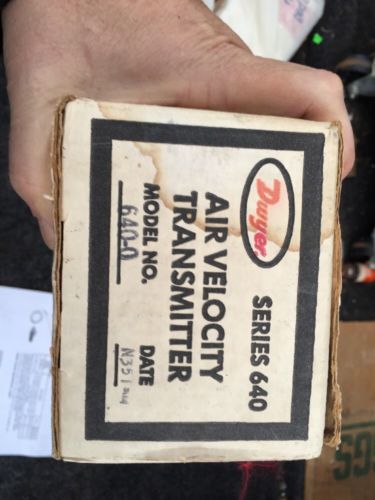 Dwyer
SERIES 640
AIR VELOCITY
TRANSMITTER
MODEL NO. DATE
640-0